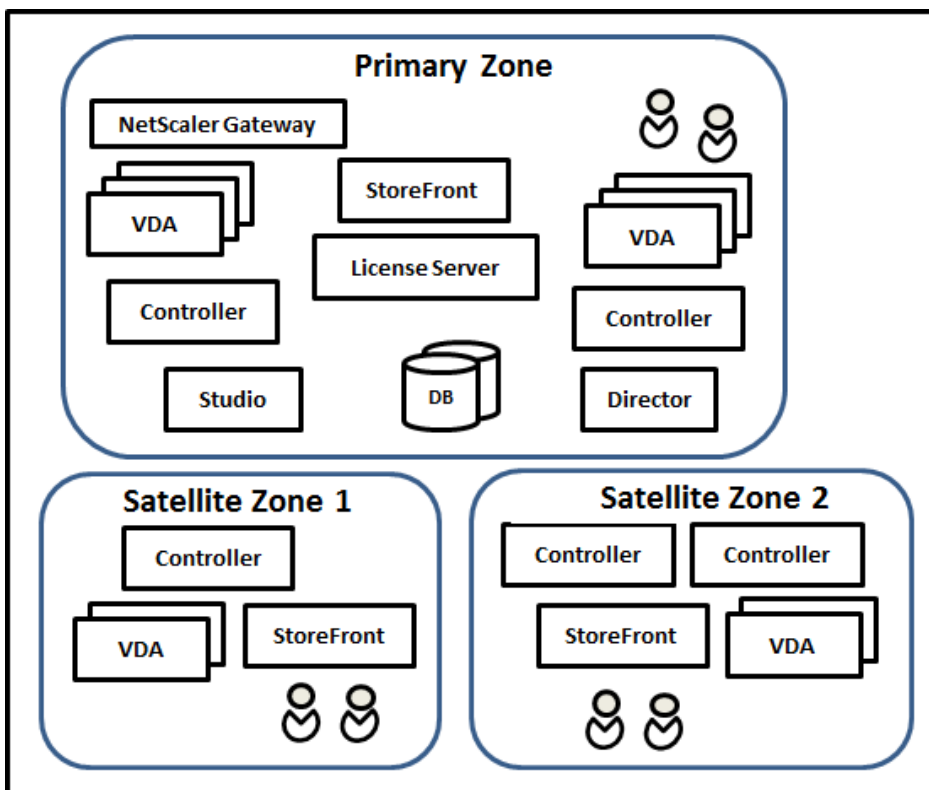 Primary Zone
NetScaler Gateway
StoreFront
VDA
VDA
License Server
Controller
Controller
Studio
DB
Director
Satellite Zone 1
Controller
VDA
StoreFront
Satellite Zone 2
Controller
Controller
StoreFront
VDA